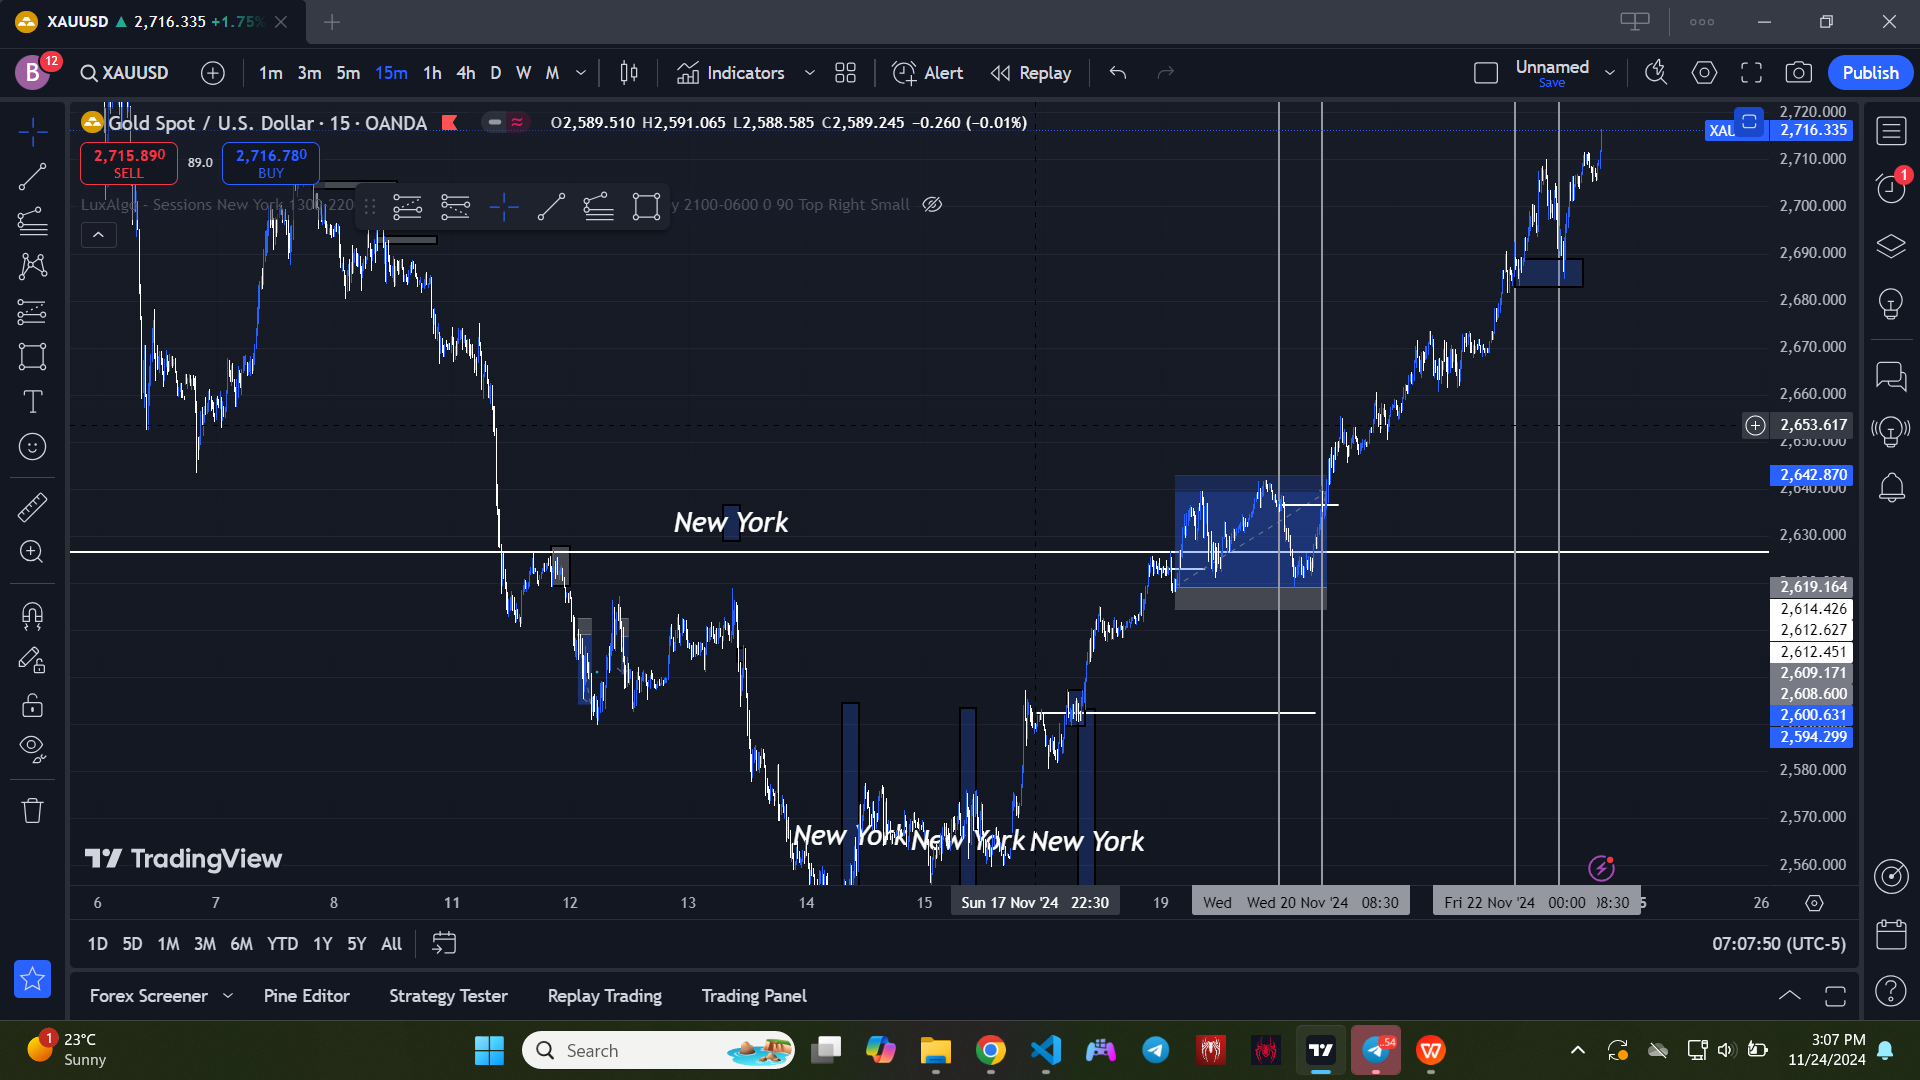 XAUUSD ▲ 2,716.335 +1.75%
B 12 XAUUSD 1m 3m 5m 15m 1h 4h D W M Indicators Alert Replay Unnamed Save Publish
Gold Spot / U.S. Dollar · 15 · OANDA O2,589.510 H2,591.065 L2,588.585 C2,589.245 −0.260 (−0.01%)
2,715.890 SELL 89.0 2,716.780 BUY
LuxAlgo - Sessions New York 1300-220 y 2100-0600 0 90 Top Right Small
2,720.000
XAU 2,716.335
2,710.000
1
2,700.000
2,690.000
2,680.000
2,670.000
2,660.000
2,653.617
2,650.000
2,642.870
2,640.000
2,630.000
2,619.164
2,614.426
2,612.627
2,612.451
2,609.171
2,608.600
2,600.631
2,594.299
2,580.000
2,570.000
2,560.000
New York
New York New York New York
TradingView
6 7 8 11 12 13 14 15 Sun 17 Nov '24 22:30 19 Wed Wed 20 Nov '24 08:30 Fri 22 Nov '24 00:00 08:30 5 26
1D 5D 1M 3M 6M YTD 1Y 5Y All 07:07:50 (UTC-5)
Forex Screener Pine Editor Strategy Tester Replay Trading Trading Panel
1 23°C
Sunny
Search
54
3:07 PM
11/24/2024